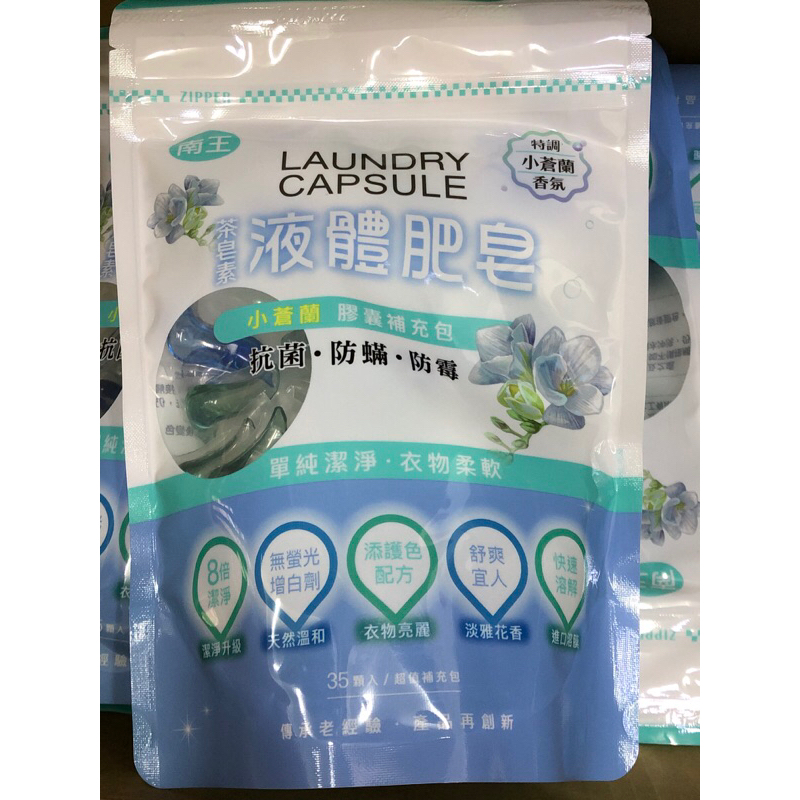 ZIPPER
南王
特調
小蒼蘭
香氛
LAUNDRY
CAPSULE
茶皂素
液體肥皂
小蒼蘭 膠囊補充包
抗菌·防蟎·防霉
單純潔淨·衣物柔軟
8倍
潔淨
潔淨升級
無螢光
增白劑
天然溫和
添護色
配方
衣物亮麗
舒爽
宜人
淡雅花香
快速
溶解
進口溶膜
35顆入/超值補充包
傳承老經驗·產品再創新